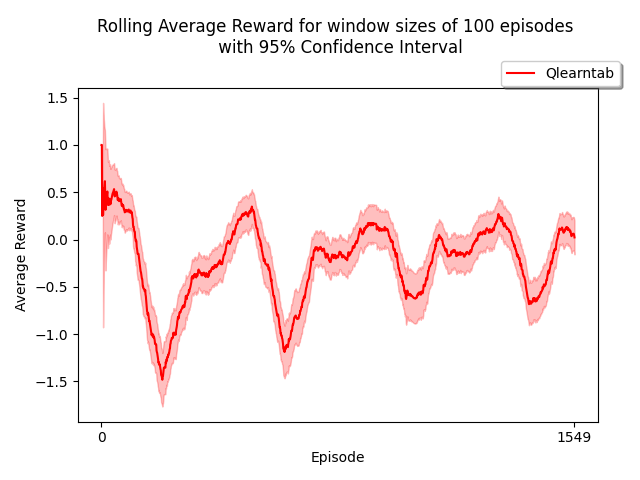 Rolling Average Reward for window sizes of 100 episodes
with 95% Confidence Interval
Qlearntab
1.5
1.0
0.5
0.0
−0.5
−1.0
−1.5
Average Reward
0
1549
Episode